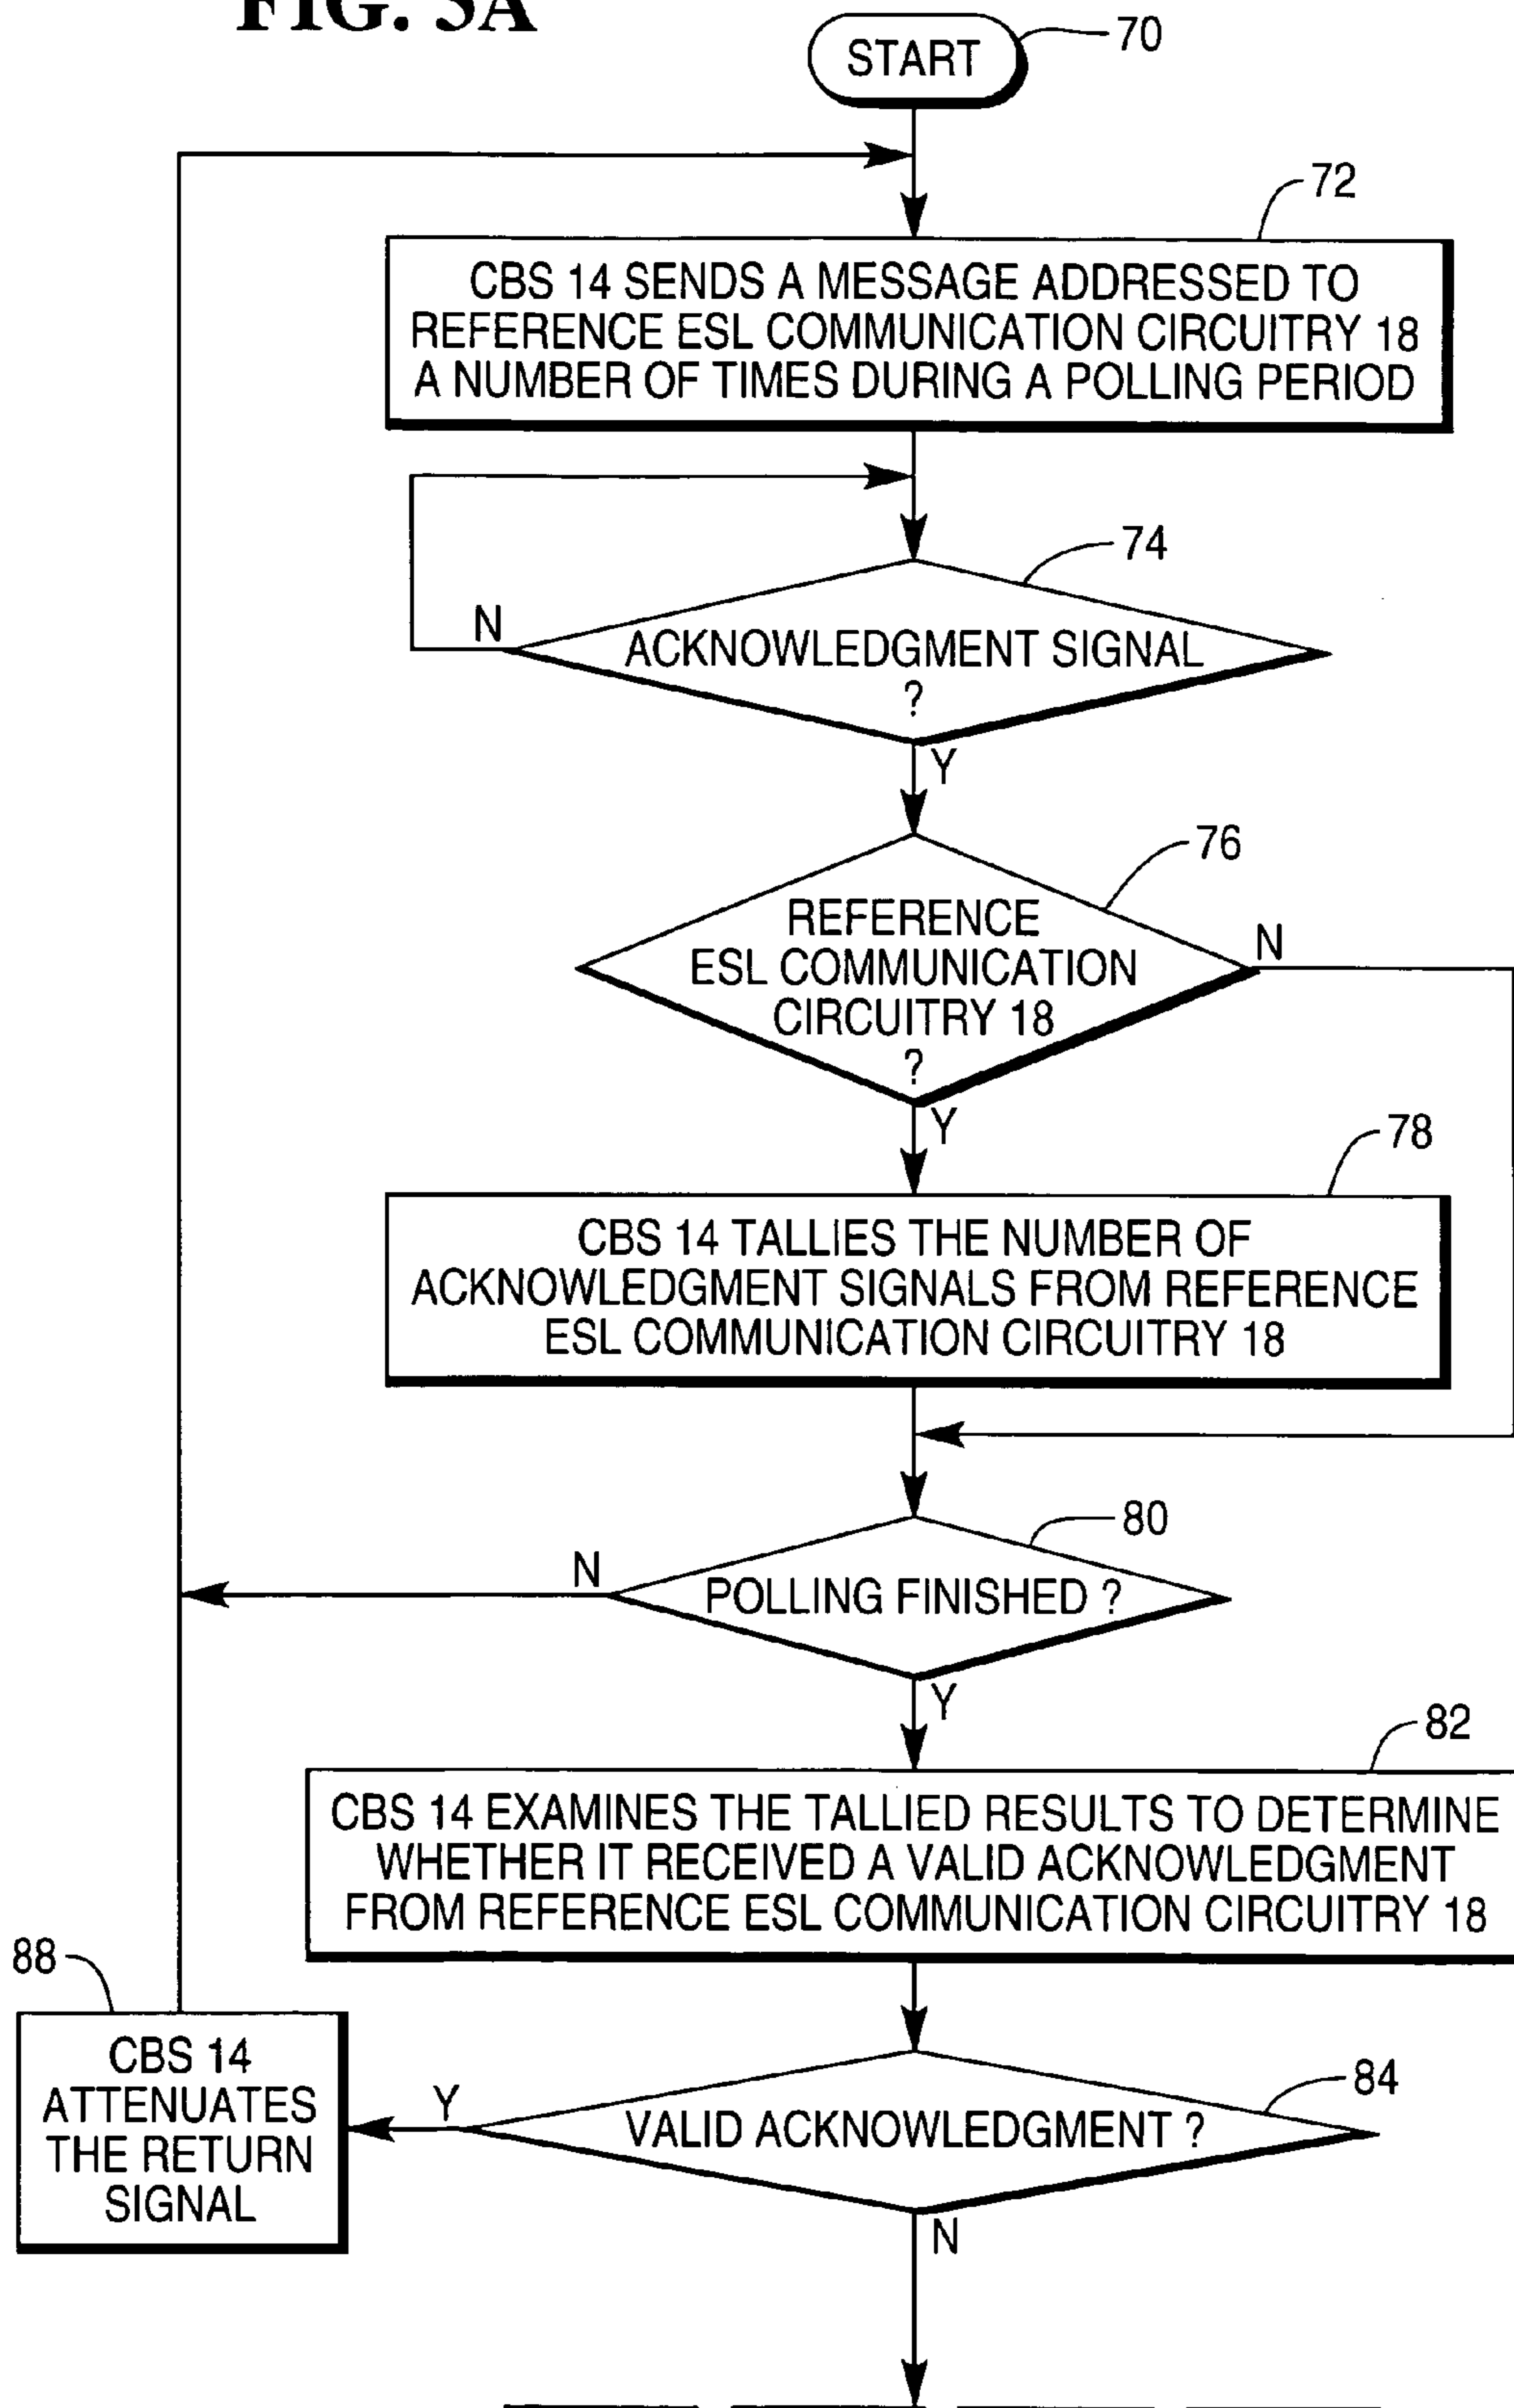 FIG. 3A
START
70
72
CBS 14 SENDS A MESSAGE ADDRESSED TO
REFERENCE ESL COMMUNICATION CIRCUITRY 18
A NUMBER OF TIMES DURING A POLLING PERIOD
74
N
ACKNOWLEDGMENT SIGNAL
?
Y
76
REFERENCE
ESL COMMUNICATION
CIRCUITRY 18
?
N
Y
78
CBS 14 TALLIES THE NUMBER OF
ACKNOWLEDGMENT SIGNALS FROM REFERENCE
ESL COMMUNICATION CIRCUITRY 18
80
N
POLLING FINISHED ?
Y
82
CBS 14 EXAMINES THE TALLIED RESULTS TO DETERMINE
WHETHER IT RECEIVED A VALID ACKNOWLEDGMENT
FROM REFERENCE ESL COMMUNICATION CIRCUITRY 18
88
CBS 14
ATTENUATES
THE RETURN
SIGNAL
Y
84
VALID ACKNOWLEDGMENT ?
N